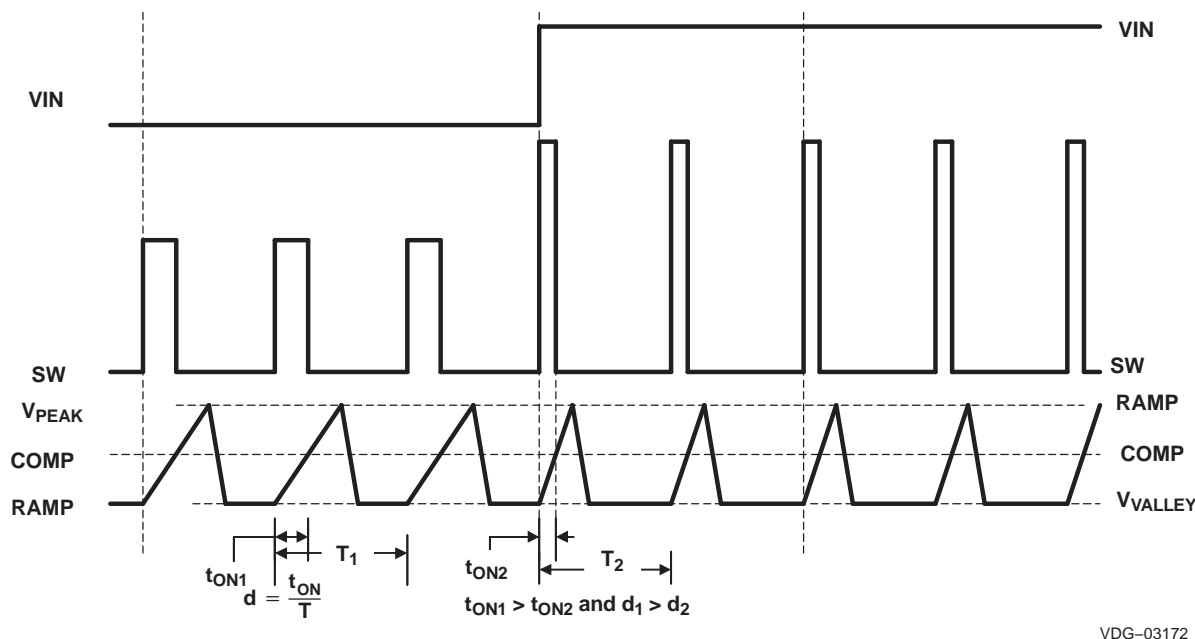 VIN
VIN
SW
SW
VPEAK
RAMP
COMP
COMP
RAMP
VVALLEY
tON1
T1
tON2
T2
d = tON/T
tON1 > tON2 and d1 > d2
VDG–03172